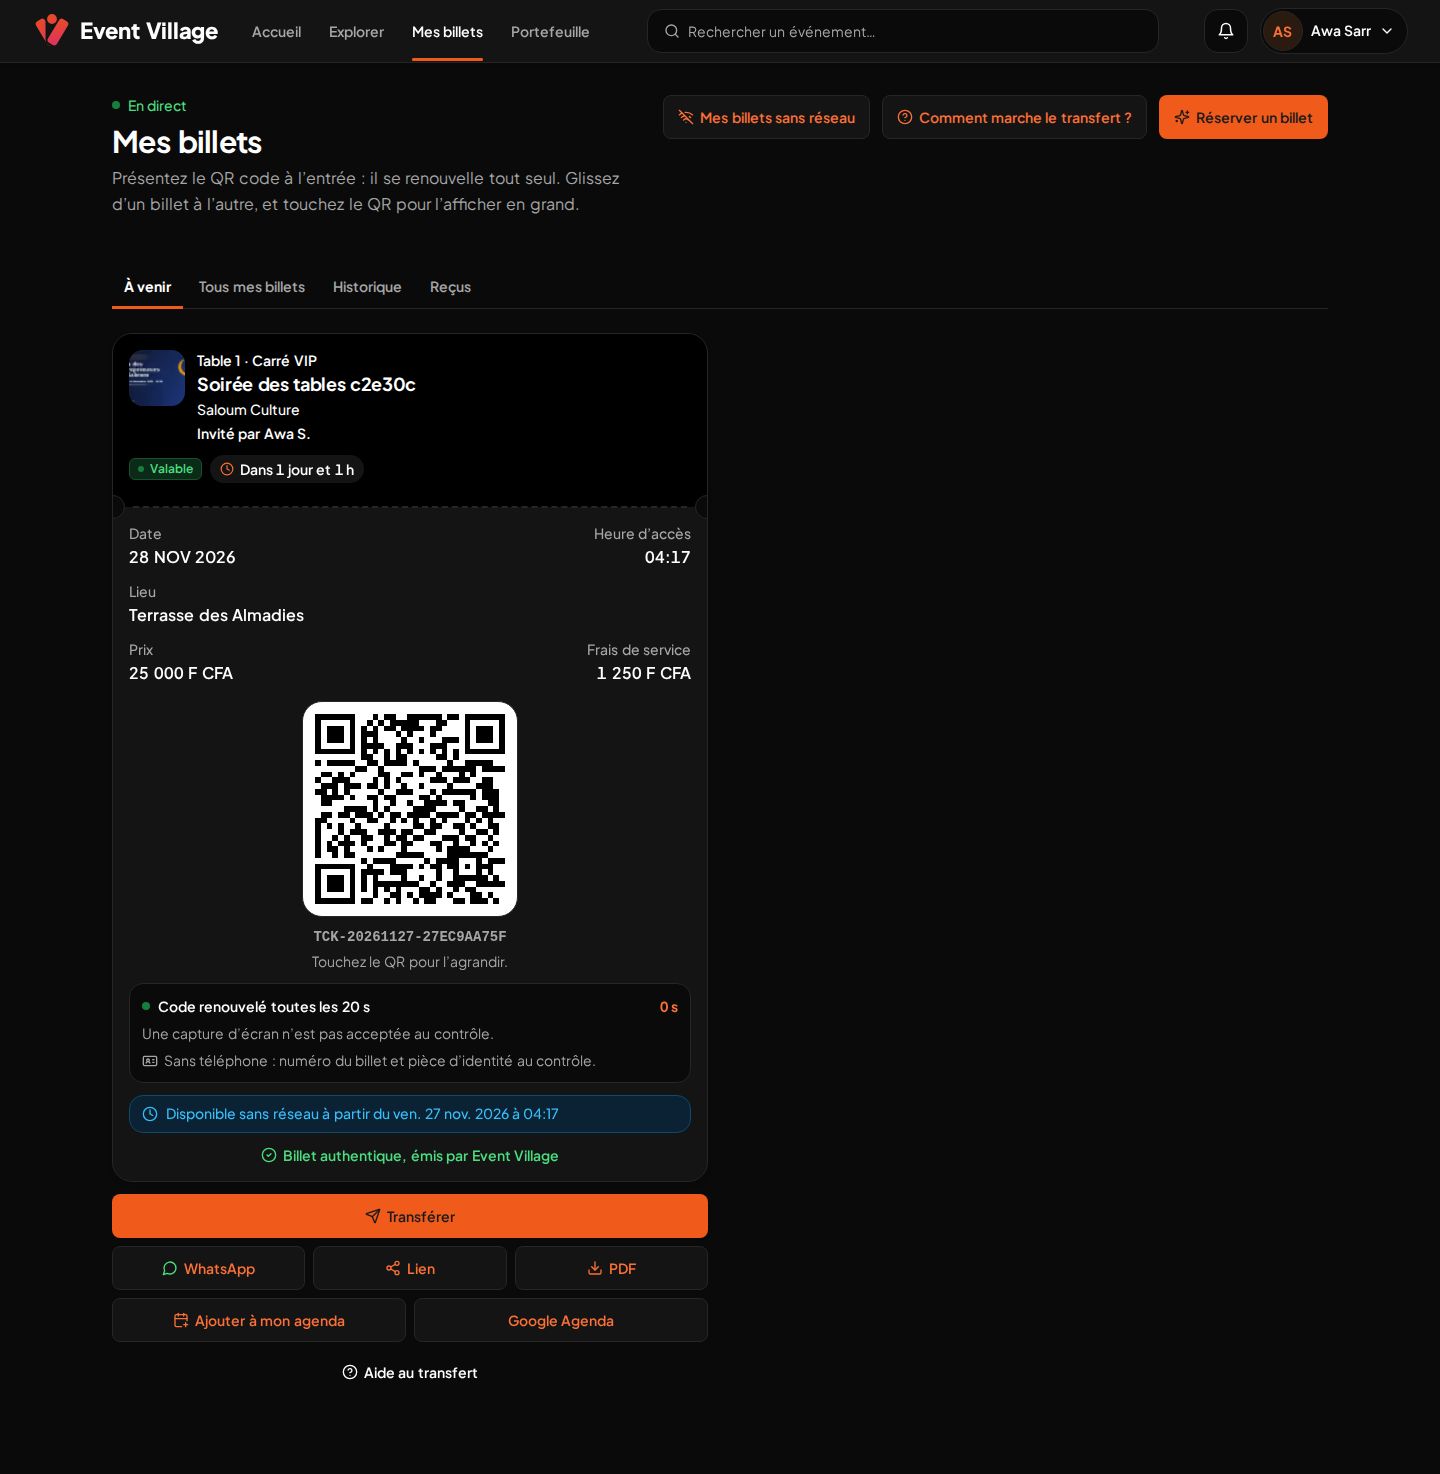 Event Village
Accueil
Explorer
Mes billets
Portefeuille
Rechercher un événement…
AS
Awa Sarr
En direct
Mes billets
Présentez le QR code à l’entrée : il se renouvelle tout seul. Glissez
d’un billet à l’autre, et touchez le QR pour l’afficher en grand.
Mes billets sans réseau
Comment marche le transfert ?
Réserver un billet
À venir
Tous mes billets
Historique
Reçus
Table 1 · Carré VIP
Soirée des tables c2e30c
Saloum Culture
Invité par Awa S.
Valable
Dans 1 jour et 1 h
Date
Heure d’accès
28 NOV 2026
04:17
Lieu
Terrasse des Almadies
Prix
Frais de service
25 000 F CFA
1 250 F CFA
TCK-20261127-27EC9AA75F
Touchez le QR pour l’agrandir.
Code renouvelé toutes les 20 s
0 s
Une capture d’écran n’est pas acceptée au contrôle.
Sans téléphone : numéro du billet et pièce d’identité au contrôle.
Disponible sans réseau à partir du ven. 27 nov. 2026 à 04:17
Billet authentique, émis par Event Village
Transférer
WhatsApp
Lien
PDF
Ajouter à mon agenda
Google Agenda
Aide au transfert